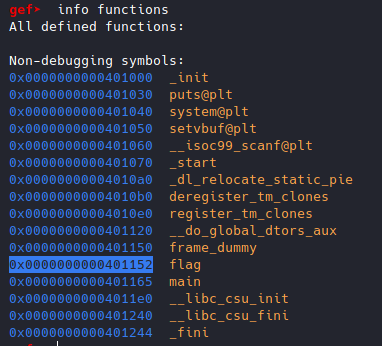 gef➤ info functions
All defined functions:
Non-debugging symbols:
0x0000000000401000 _init
0x0000000000401030 puts@plt
0x0000000000401040 system@plt
0x0000000000401050 setvbuf@plt
0x0000000000401060 __isoc99_scanf@plt
0x0000000000401070 _start
0x00000000004010a0 _dl_relocate_static_pie
0x00000000004010b0 deregister_tm_clones
0x00000000004010e0 register_tm_clones
0x0000000000401120 __do_global_dtors_aux
0x0000000000401150 frame_dummy
0x0000000000401152 flag
0x0000000000401165 main
0x00000000004011e0 __libc_csu_init
0x0000000000401240 __libc_csu_fini
0x0000000000401244 _fini